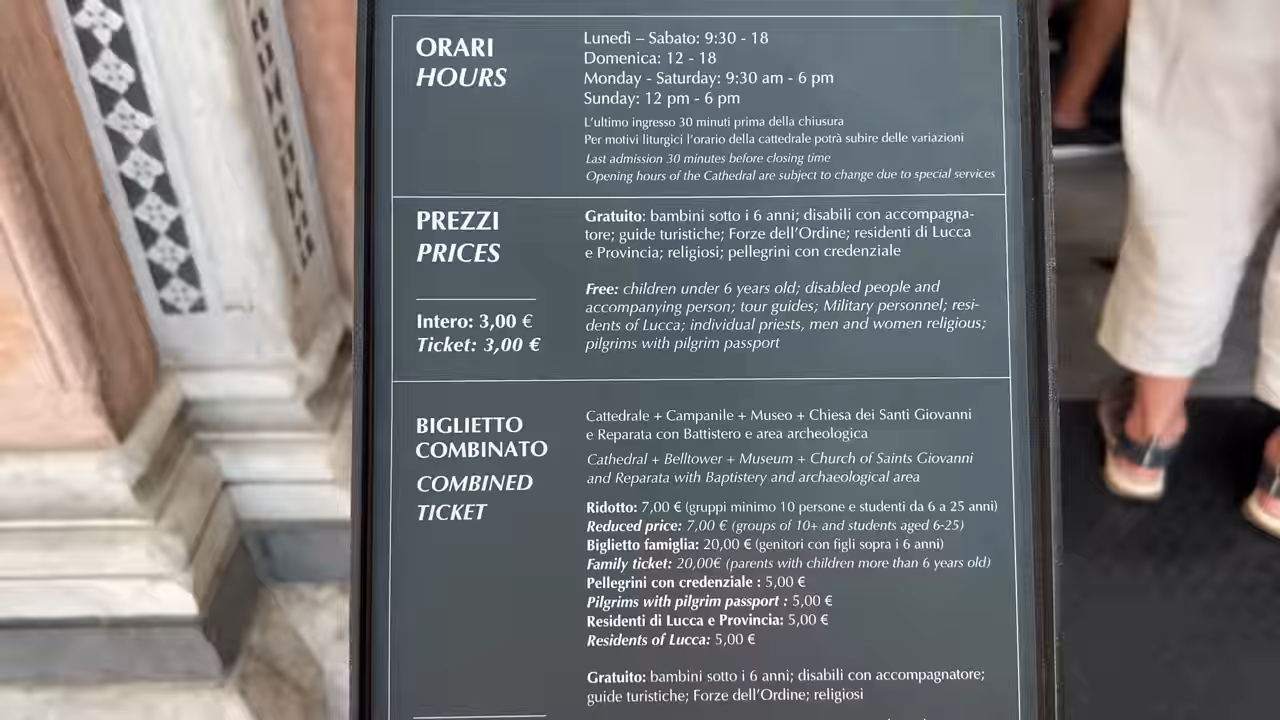 ORARI
HOURS
Lunedì – Sabato: 9:30 - 18
Domenica: 12 - 18
Monday - Saturday: 9:30 am - 6 pm
Sunday: 12 pm - 6 pm
L'ultimo ingresso 30 minuti prima della chiusura
Per motivi liturgici l'orario della cattedrale potrà subire delle variazioni
Last admission 30 minutes before closing time
Opening hours of the Cathedral are subject to change due to special services
PREZZI
PRICES
Intero: 3,00 €
Ticket: 3,00 €
Gratuito: bambini sotto i 6 anni; disabili con accompagna-
tore; guide turistiche; Forze dell'Ordine; residenti di Lucca
e Provincia; religiosi; pellegrini con credenziale
Free: children under 6 years old; disabled people and
accompanying person; tour guides; Military personnel; resi-
dents of Lucca; individual priests, men and women religious;
pilgrims with pilgrim passport
BIGLIETTO
COMBINATO
COMBINED
TICKET
Cattedrale + Campanile + Museo + Chiesa dei Santi Giovanni
e Reparata con Battistero e area archeologica
Cathedral + Belltower + Museum + Church of Saints Giovanni
and Reparata with Baptistery and archaeological area
Ridotto: 7,00 € (gruppi minimo 10 persone e studenti da 6 a 25 anni)
Reduced price: 7,00 € (groups of 10+ and students aged 6-25)
Biglietto famiglia: 20,00 € (genitori con figli sopra i 6 anni)
Family ticket: 20,00€ (parents with children more than 6 years old)
Pellegrini con credenziale : 5,00 €
Pilgrims with pilgrim passport : 5,00 €
Residenti di Lucca e Provincia: 5,00 €
Residents of Lucca: 5,00 €
Gratuito: bambini sotto i 6 anni; disabili con accompagnatore;
guide turistiche; Forze dell'Ordine; religiosi